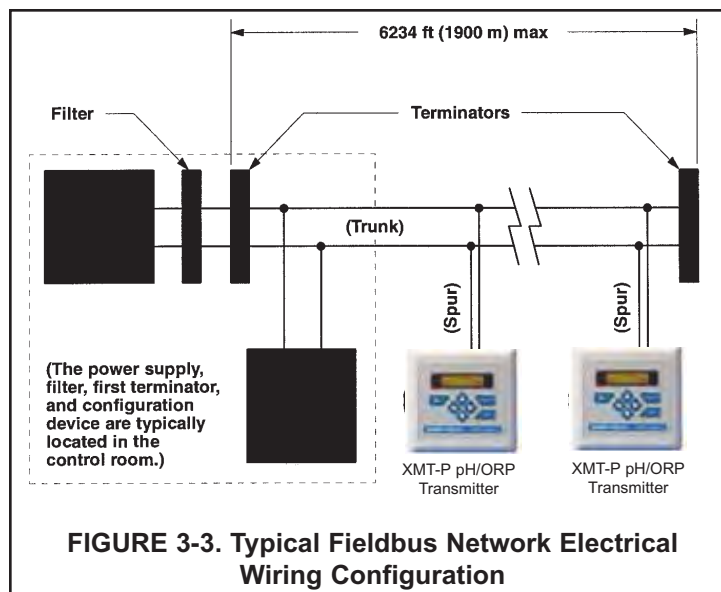 6234 ft (1900 m) max
Filter
Terminators
(Trunk)
(Spur)
(Spur)
(The power supply,
filter, first terminator,
and configuration
device are typically
located in the
control room.)
XMT-P pH/ORP
Transmitter
XMT-P pH/ORP
Transmitter
FIGURE 3-3. Typical Fieldbus Network Electrical
Wiring Configuration